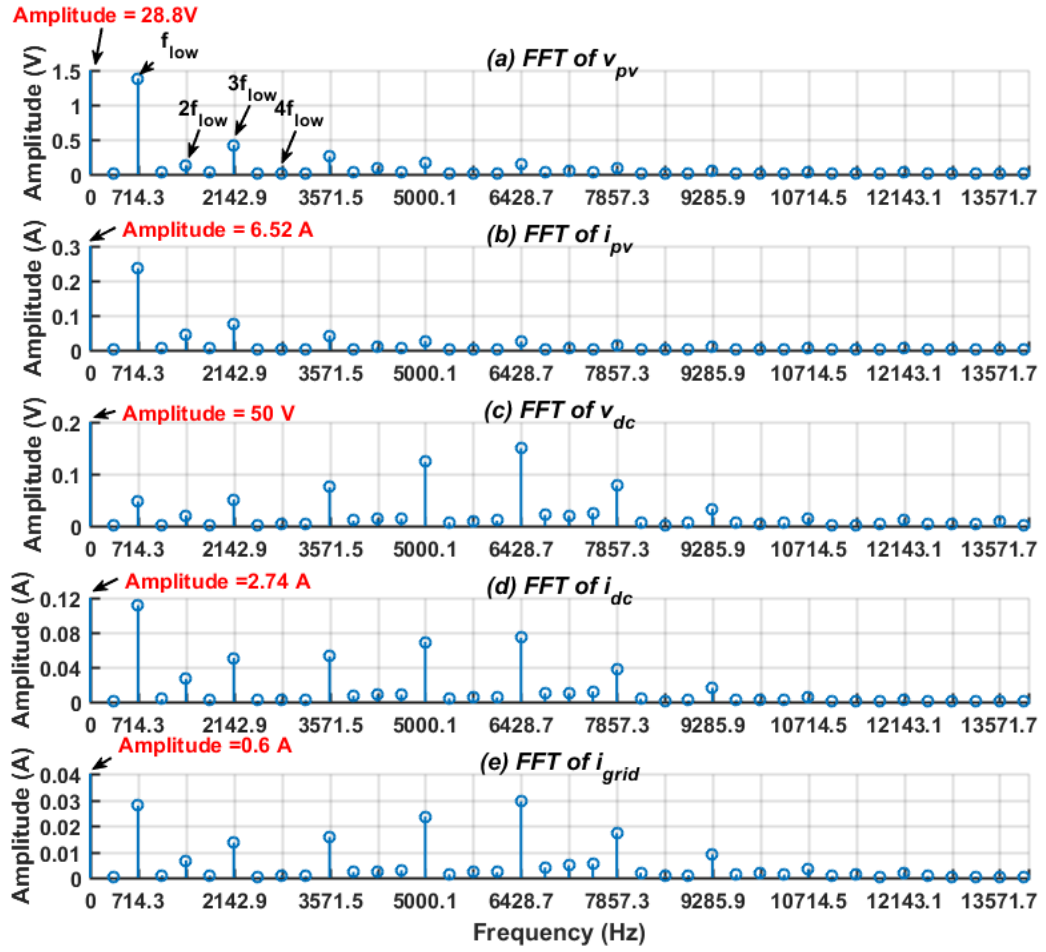 Amplitude = 28.8V
(a) FFT of v_pv
f_low
2f_low
3f_low
4f_low
Amplitude (V)
1.5
1
0.5
0
0 714.3 2142.9 3571.5 5000.1 6428.7 7857.3 9285.9 10714.5 12143.1 13571.7
Amplitude = 6.52 A
(b) FFT of i_pv
Amplitude (A)
0.3
0.2
0.1
0
0 714.3 2142.9 3571.5 5000.1 6428.7 7857.3 9285.9 10714.5 12143.1 13571.7
Amplitude = 50 V
(c) FFT of v_dc
Amplitude (V)
0.2
0.1
0
0 714.3 2142.9 3571.5 5000.1 6428.7 7857.3 9285.9 10714.5 12143.1 13571.7
Amplitude =2.74 A
(d) FFT of i_dc
Amplitude (A)
0.12
0.08
0.04
0
0 714.3 2142.9 3571.5 5000.1 6428.7 7857.3 9285.9 10714.5 12143.1 13571.7
Amplitude =0.6 A
(e) FFT of i_grid
Amplitude (A)
0.04
0.03
0.02
0.01
0
0 714.3 2142.9 3571.5 5000.1 6428.7 7857.3 9285.9 10714.5 12143.1 13571.7
Frequency (Hz)